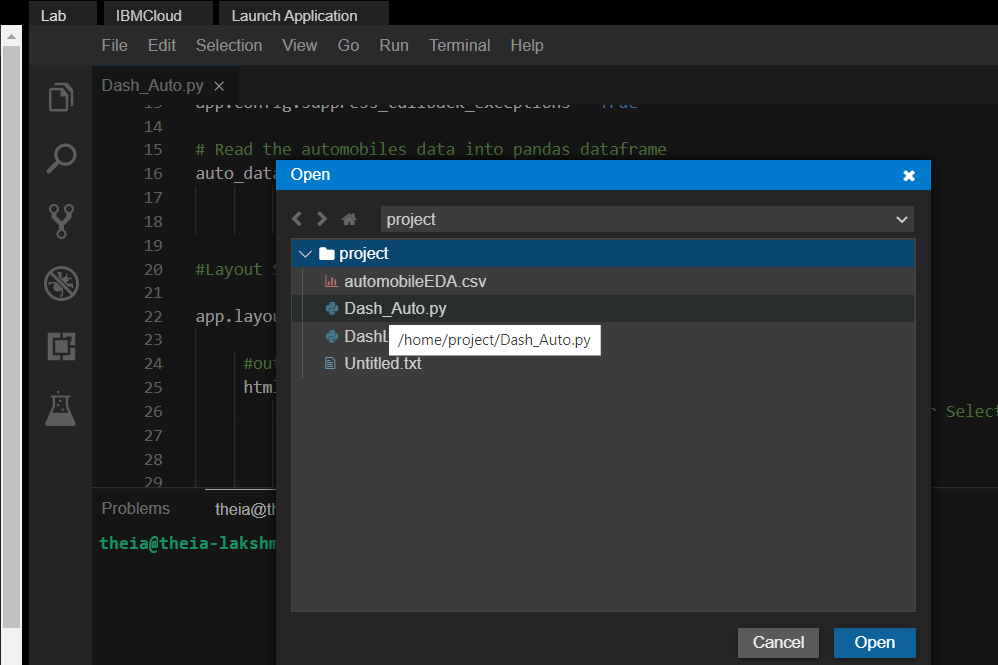 Lab IBMCloud Launch Application
File Edit Selection View Go Run Terminal Help
Dash_Auto.py
13 app.config.suppress_callback_exceptions = True
14
15 # Read the automobiles data into pandas dataframe
16 auto_data
17
18
19
20 #Layout S
21
22 app.layou
23
24 #out
25 html
26 r Select
27
28
29
Open
project
project
automobileEDA.csv
Dash_Auto.py
DashL
/home/project/Dash_Auto.py
Untitled.txt
Problems theia@th
theia@theia-lakshm
Cancel Open